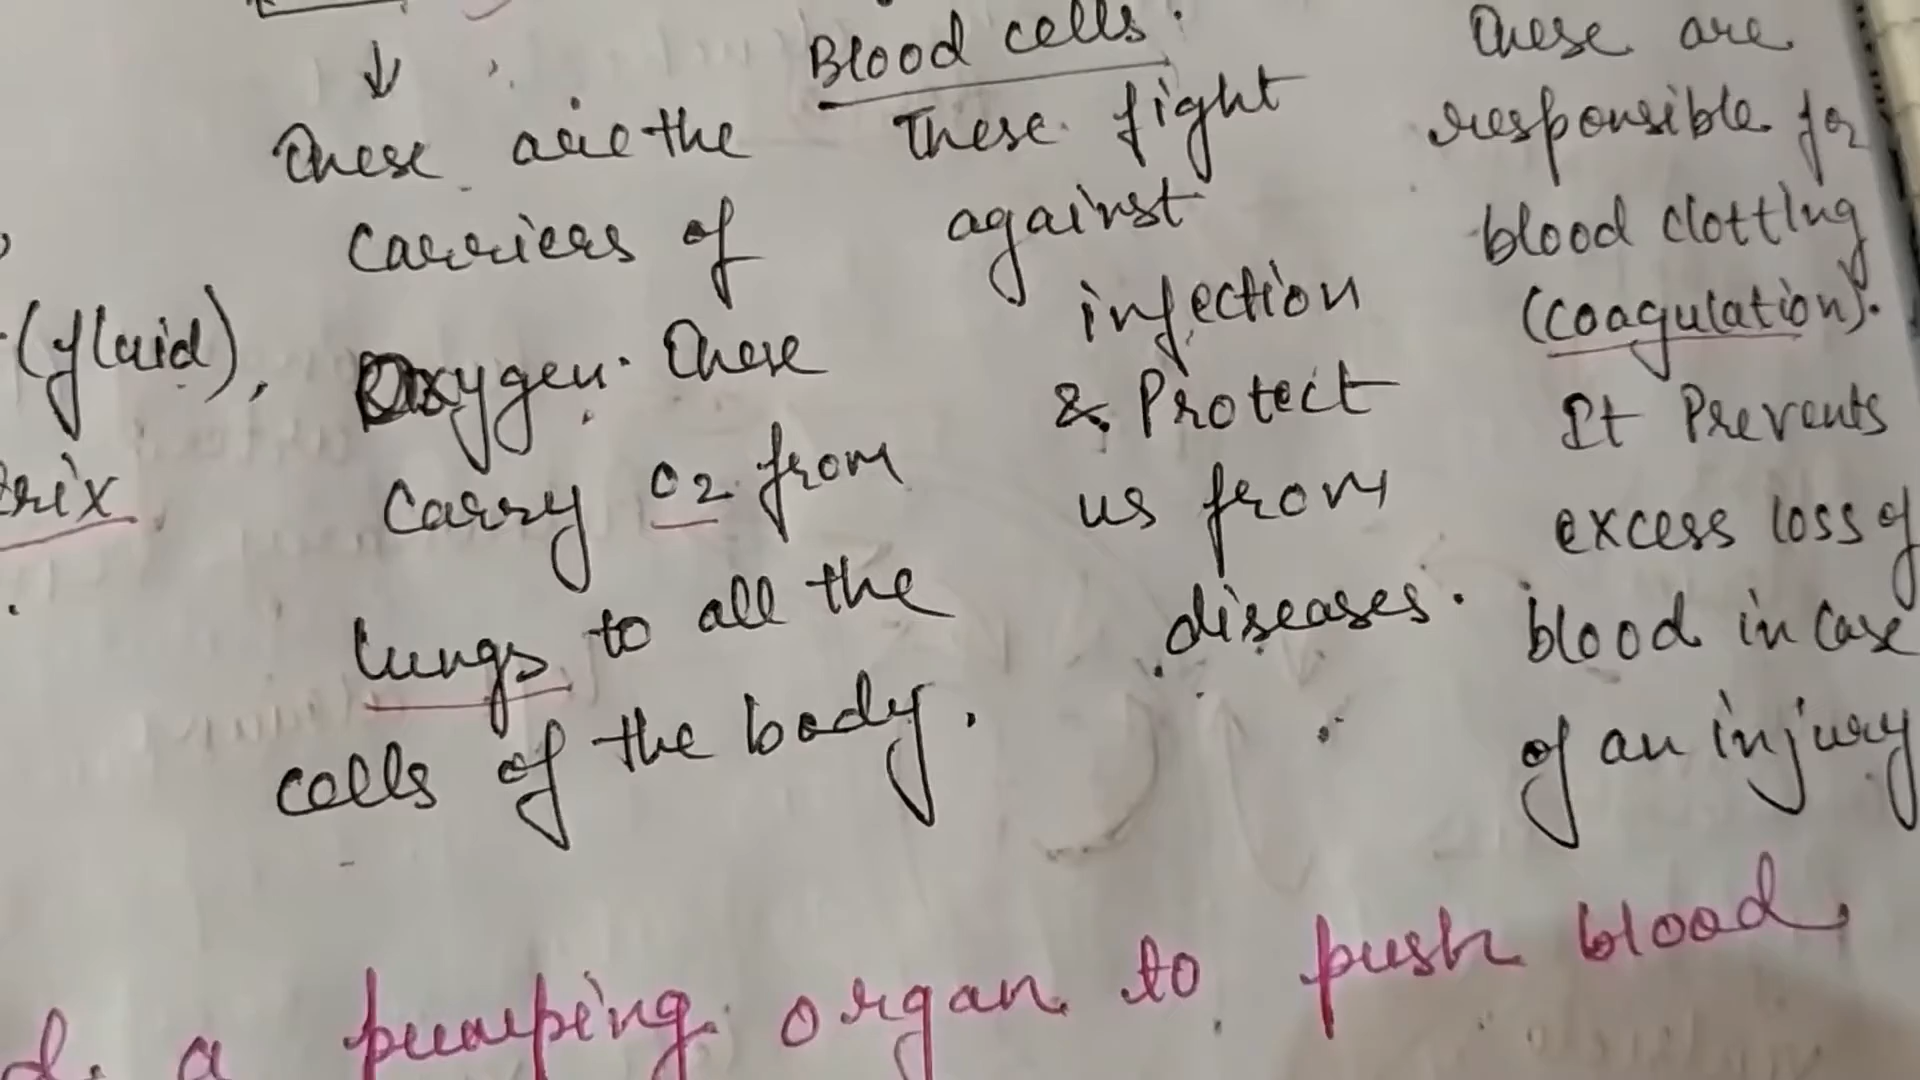 (fluid),
trix
These are the
carriers of
Oxygen. These
carry O2 from
lungs to all the
cells of the body.
Blood cells.
These fight
against
infection
& Protect
us from
diseases.
These are
responsible for
blood clotting
(coagulation).
It Prevents
excess loss of
blood in case
of an injury
a pumping organ to push blood